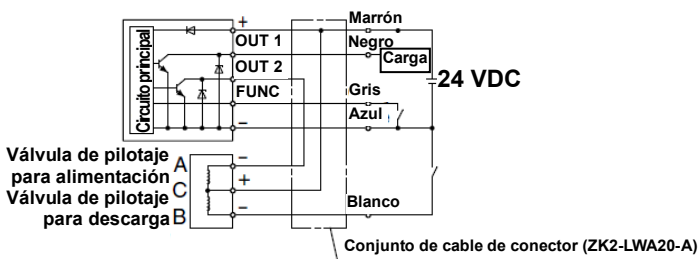 Circuito principal
+
OUT 1
OUT 2
FUNC
−
Marrón
Negro
Carga
24 VDC
Gris
Azul
Válvula de pilotaje
para alimentación
Válvula de pilotaje
para descarga
A
C
B
−
+
−
Blanco
Conjunto de cable de conector (ZK2-LWA20-A)